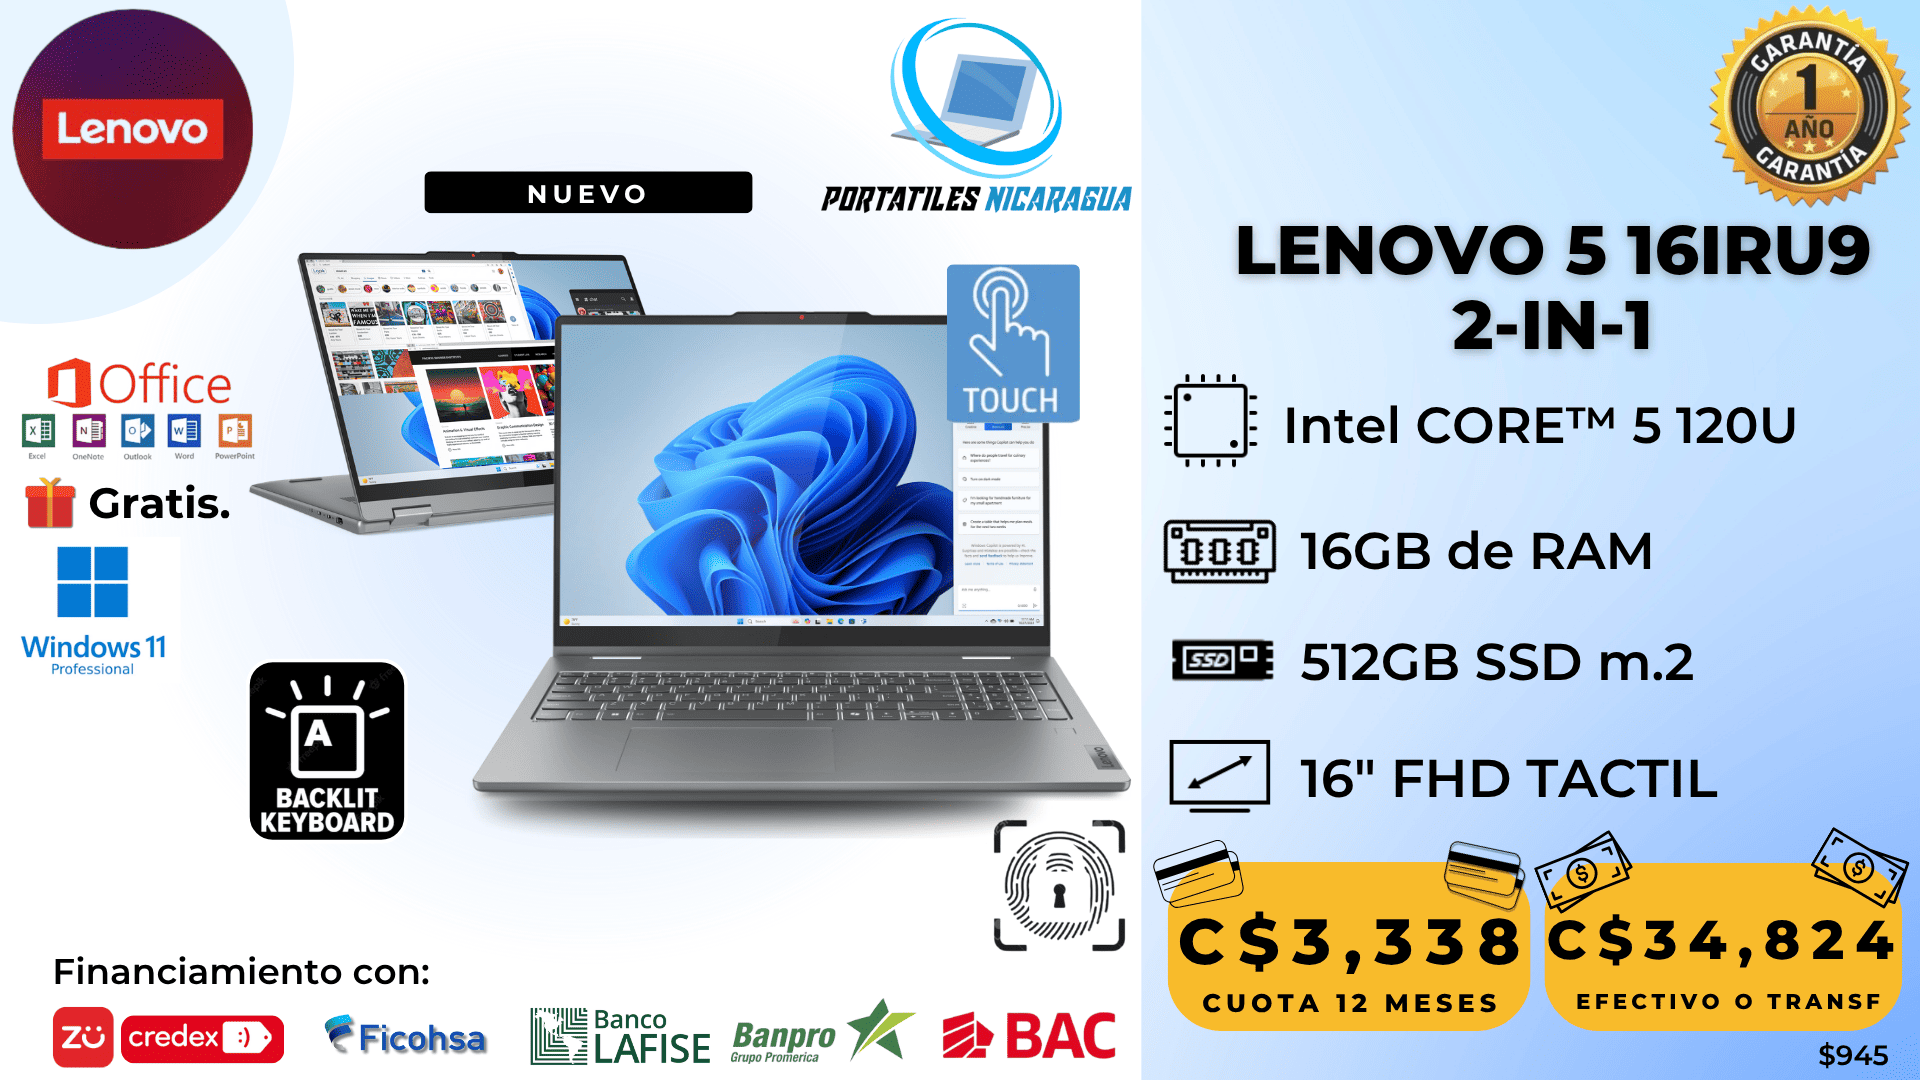 Lenovo
NUEVO
PORTATILES NICARAGUA
GARANTÍA
1
AÑO
GARANTÍA
LENOVO 5 16IRU9
2-IN-1
Office
Excel
OneNote
Outlook
Word
PowerPoint
Gratis.
Windows 11
Professional
TOUCH
BACKLIT
KEYBOARD
A
Lenovo
Intel CORE™ 5 120U
16GB de RAM
SSD
512GB SSD m.2
16" FHD TACTIL
C$3,338
CUOTA 12 MESES
C$34,824
EFECTIVO O TRANSF
$945
Financiamiento con:
zü
credex :)
Ficohsa
Banco
LAFISE
Banpro
Grupo Promerica
BAC